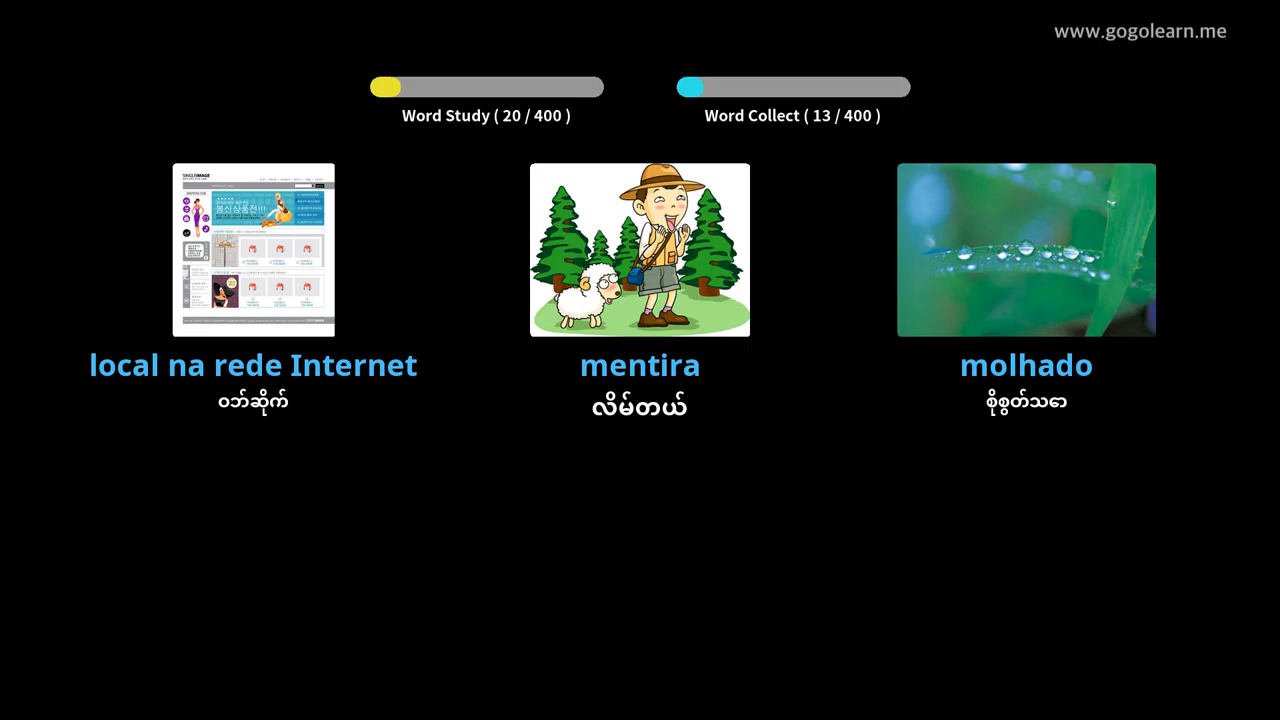 www.gogolearn.me
Word Study ( 20 / 400 )
Word Collect ( 13 / 400 )
local na rede Internet
ဝဘ်ဆိုက်
mentira
လိမ်တယ်
molhado
စိုစွတ်သော